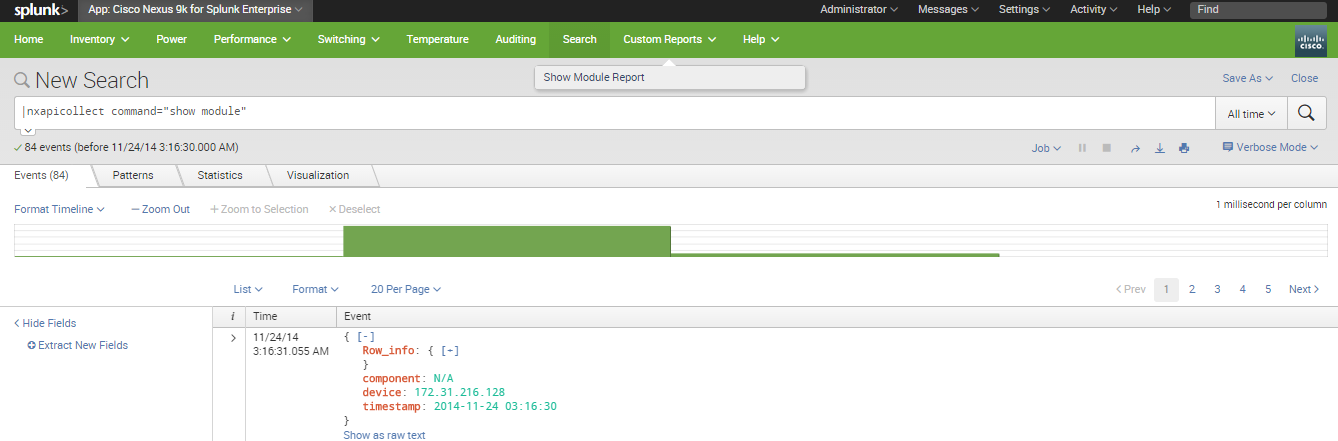 splunk> App: Cisco Nexus 9k for Splunk Enterprise Administrator Messages Settings Activity Help Find
Home Inventory Power Performance Switching Temperature Auditing Search Custom Reports Help CISCO.
Show Module Report
New Search Save As Close
|nxapicollect command="show module" All time
84 events (before 11/24/14 3:16:30.000 AM) Job Verbose Mode
Events (84) Patterns Statistics Visualization
Format Timeline − Zoom Out + Zoom to Selection × Deselect 1 millisecond per column
List Format 20 Per Page < Prev 1 2 3 4 5 Next >
< Hide Fields i Time Event
Extract New Fields > 11/24/14 { [-]
3:16:31.055 AM Row_info: { [+]
}
component: N/A
device: 172.31.216.128
timestamp: 2014-11-24 03:16:30
}
Show as raw text